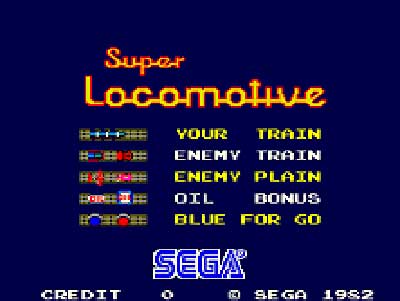 Super
Locomotive
YOUR TRAIN
ENEMY TRAIN
ENEMY PLAIN
OIL BONUS
BLUE FOR GO
SEGA
CREDIT 0 © SEGA 1982